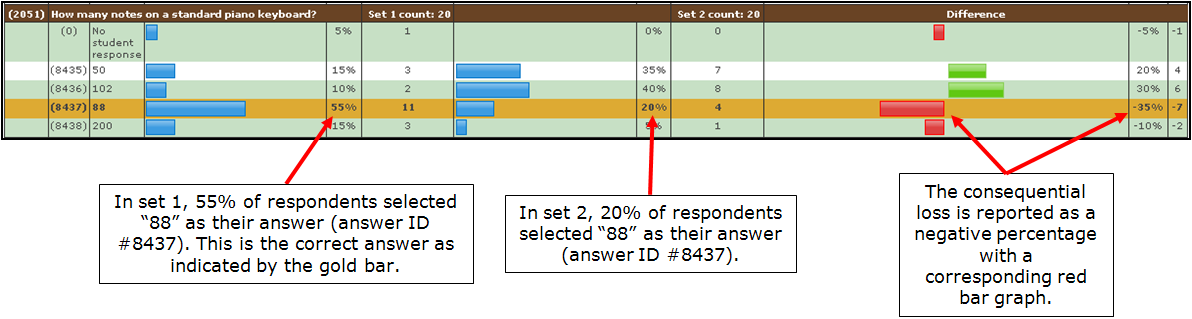 (2051) How many notes on a standard piano keyboard? Set 1 count: 20 Set 2 count: 20 Difference
(0) No student response 5% 1 0% 0 -5% -1
(8435) 50 15% 3 35% 7 20% 4
(8436) 102 10% 2 40% 8 30% 6
(8437) 88 55% 11 20% 4 -35% -7
(8438) 200 15% 3 1 -10% -2
In set 1, 55% of respondents selected
“88” as their answer (answer ID
#8437). This is the correct answer as
indicated by the gold bar.
In set 2, 20% of respondents
selected “88” as their answer
(answer ID #8437).
The consequential
loss is reported as a
negative percentage
with a
corresponding red
bar graph.